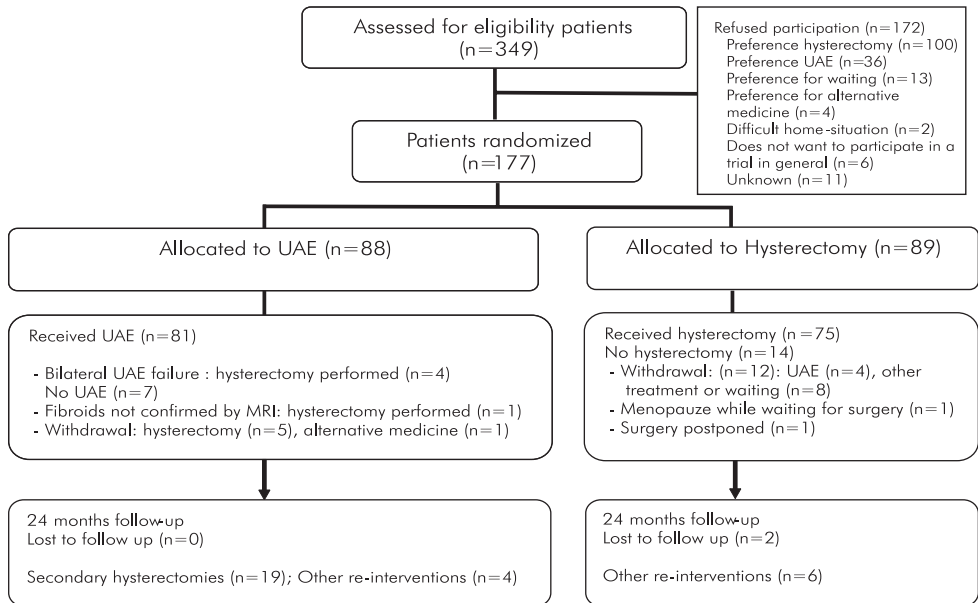 Assessed for eligibility patients
(n=349)
Refused participation (n=172)
Preference hysterectomy (n=100)
Preference UAE (n=36)
Preference for waiting (n=13)
Preference for alternative
medicine (n=4)
Difficult home-situation (n=2)
Does not want to participate in a
trial in general (n=6)
Unknown (n=11)
Patients randomized
(n=177)
Allocated to UAE (n=88)
Allocated to Hysterectomy (n=89)
Received UAE (n=81)
- Bilateral UAE failure : hysterectomy performed (n=4)
No UAE (n=7)
- Fibroids not confirmed by MRI: hysterectomy performed (n=1)
- Withdrawal: hysterectomy (n=5), alternative medicine (n=1)
Received hysterectomy (n=75)
No hysterectomy (n=14)
- Withdrawal: (n=12): UAE (n=4), other
treatment or waiting (n=8)
- Menopauze while waiting for surgery (n=1)
- Surgery postponed (n=1)
24 months follow-up
Lost to follow up (n=0)
Secondary hysterectomies (n=19); Other re-interventions (n=4)
24 months follow-up
Lost to follow up (n=2)
Other re-interventions (n=6)